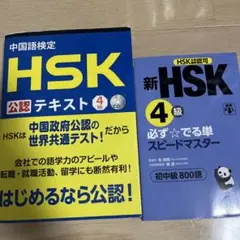 中国語検定
HSK
公認 テキスト 4級
HSKは 中国政府公認の 世界共通テスト! だから
会社での語学力のアピールや
転職・就職活動、留学にも断然有利!
はじめるなら公認!
HSK認認可
新HSK
4級
必ず☆でる単
スピードマスター
初中級800語